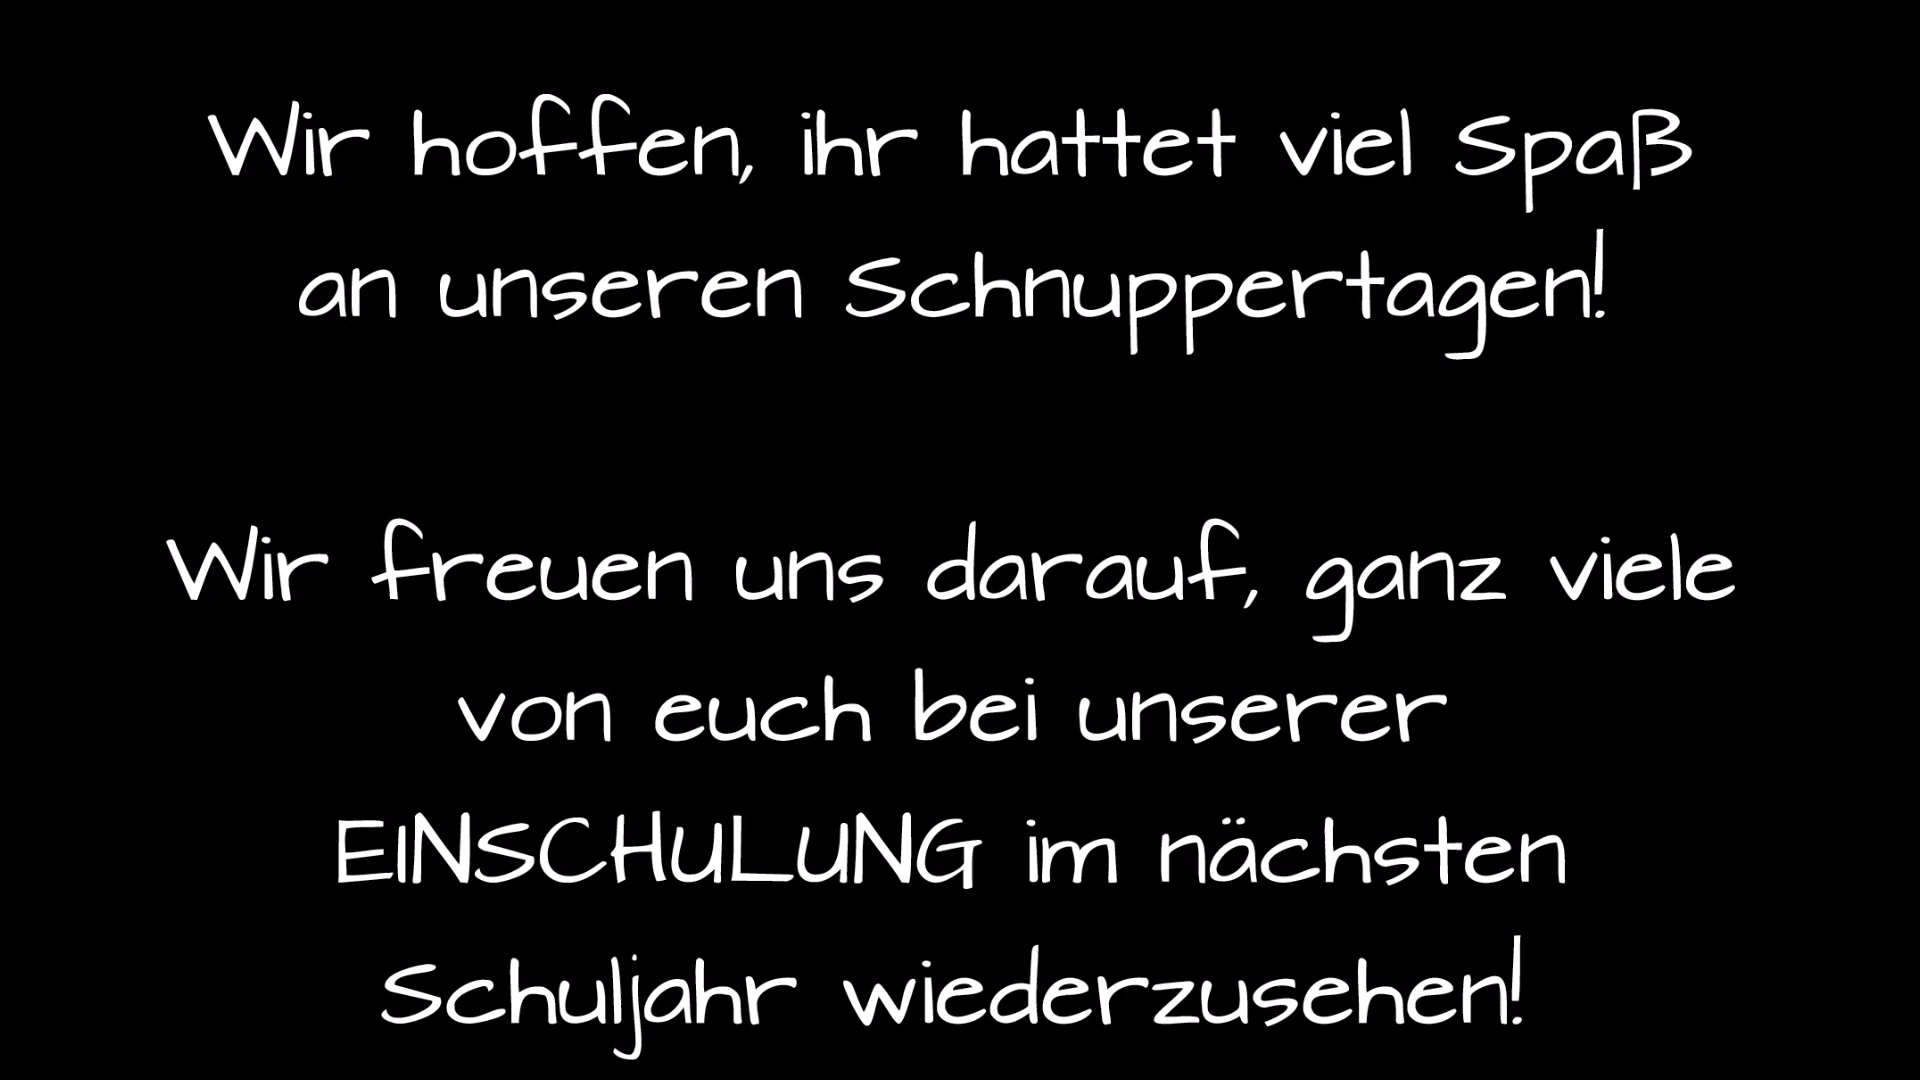 Wir hoffen, ihr hattet viel Spaß
an unseren Schnuppertagen!
Wir freuen uns darauf, ganz viele
von euch bei unserer
EINSCHULUNG im nächsten
Schuljahr wiederzusehen!